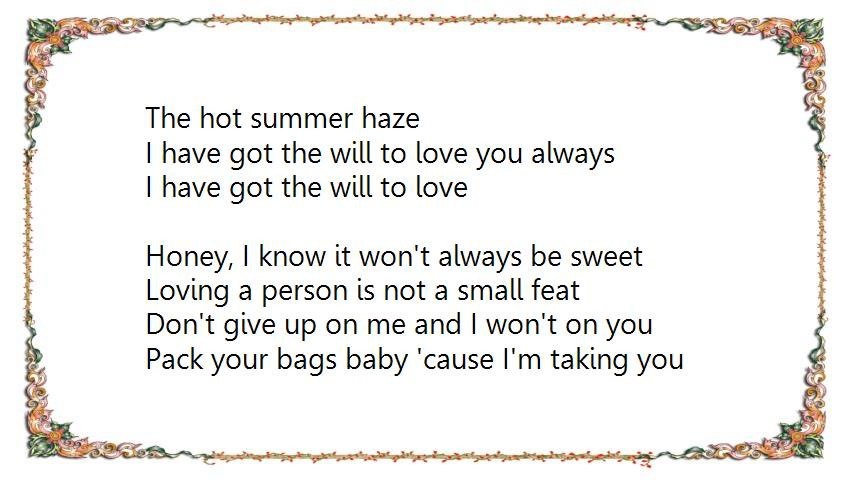 The hot summer haze
I have got the will to love you always
I have got the will to love
Honey, I know it won't always be sweet
Loving a person is not a small feat
Don't give up on me and I won't on you
Pack your bags baby 'cause I'm taking you